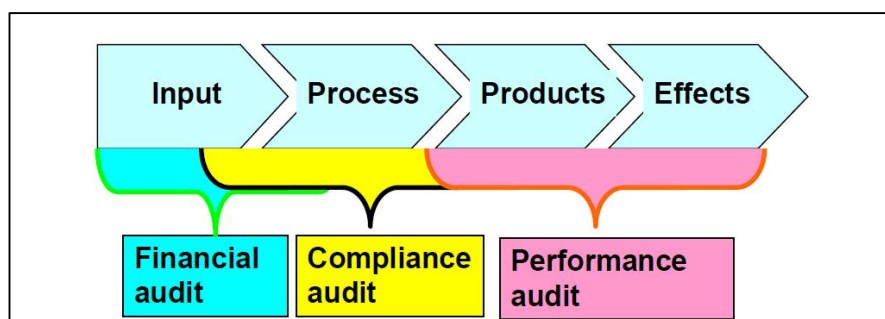 Input
Process
Products
Effects
Financial
audit
Compliance
audit
Performance
audit